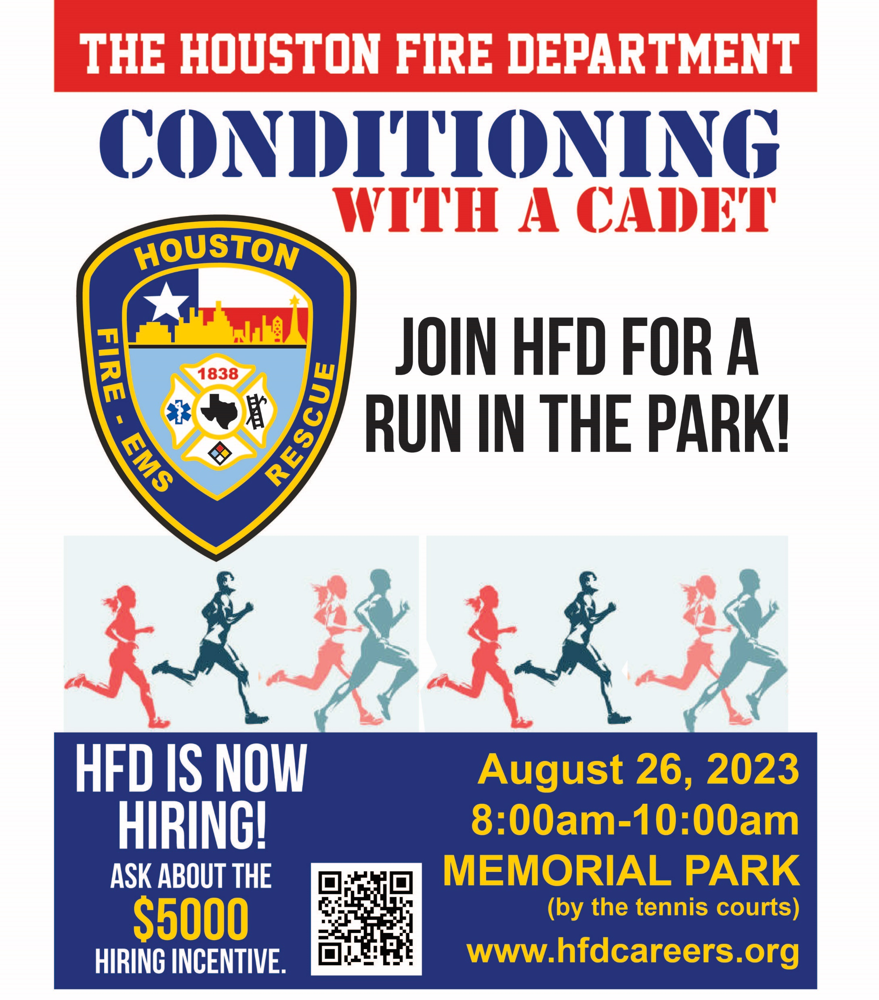 THE HOUSTON FIRE DEPARTMENT
CONDITIONING
WITH A CADET
HOUSTON
FIRE - EMS
RESCUE
1838
JOIN HFD FOR A
RUN IN THE PARK!
HFD IS NOW
HIRING!
ASK ABOUT THE
$5000
HIRING INCENTIVE.
August 26, 2023
8:00am-10:00am
MEMORIAL PARK
(by the tennis courts)
www.hfdcareers.org